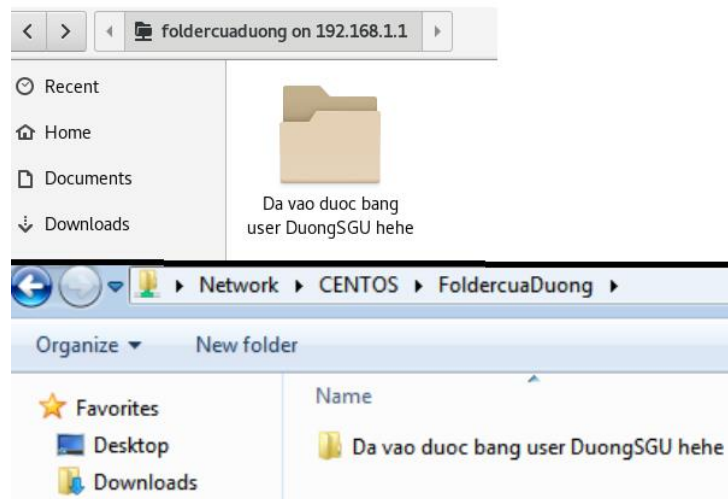 foldercuaduong on 192.168.1.1
Recent
Home
Documents
Downloads
Da vao duoc bang
user DuongSGU hehe
Network CENTOS FoldercuaDuong
Organize New folder
Favorites
Desktop
Downloads
Name
Da vao duoc bang user DuongSGU hehe